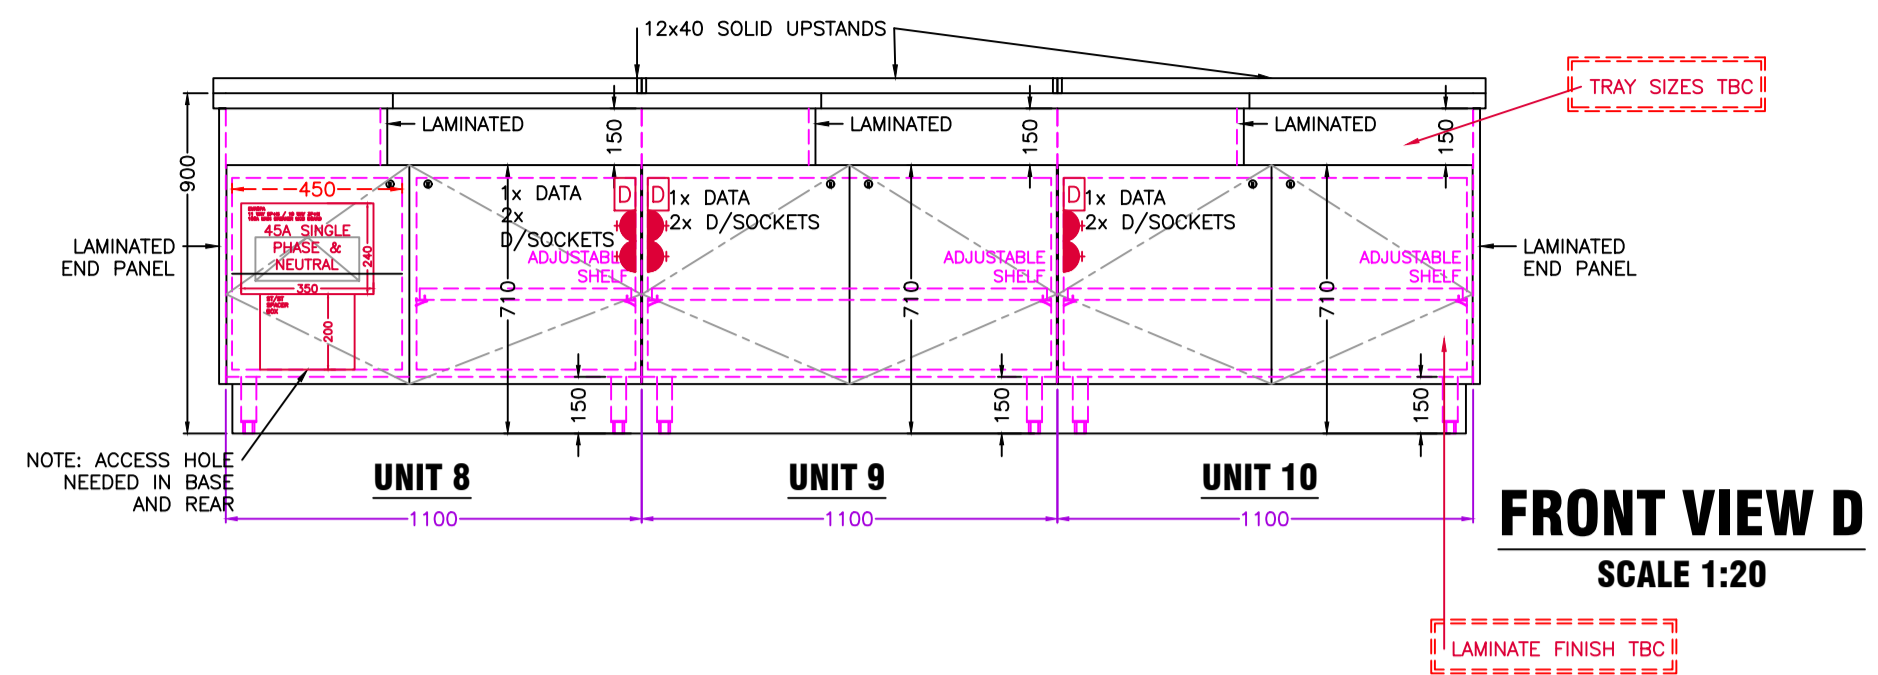 12x40 SOLID UPSTANDS
TRAY SIZES TBC
LAMINATED
LAMINATED
LAMINATED
150
150
150
900
450
1x DATA
2x
D/SOCKETS
D
D
1x DATA
2x D/SOCKETS
D
1x DATA
2x D/SOCKETS
45A SINGLE
PHASE &
NEUTRAL
240
350
200
LAMINATED
END PANEL
ADJUSTABLE
SHELF
ADJUSTABLE
SHELF
ADJUSTABLE
SHELF
LAMINATED
END PANEL
ST/ST
SPACER
BOX
710
710
710
150
150
150
NOTE: ACCESS HOLE
NEEDED IN BASE
AND REAR
UNIT 8
UNIT 9
UNIT 10
1100
1100
1100
FRONT VIEW D
SCALE 1:20
LAMINATE FINISH TBC